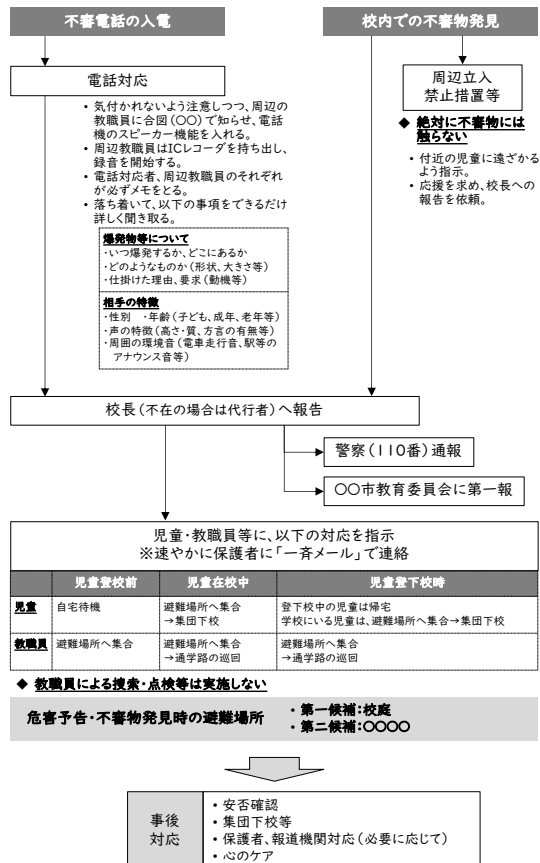 不審電話の入電
校内での不審物発見
電話対応
・気付かれないよう注意しつつ、周辺の
教職員に合図(〇〇)で知らせ、電話
機のスピーカー機能を入れる。
・周辺教職員はICレコーダを持ち出し、
録音を開始する。
・電話対応者、周辺教職員のそれぞれ
が必ずメモをとる。
・落ち着いて、以下の事項をできるだけ
詳しく聞き取る。
爆発物等について
・いつ爆発するか、どこにあるか
・どのようなものか(形状、大きさ等)
・仕掛けた理由、要求(動機等)
相手の特徴
・性別 ・年齢(子ども、成年、老年等)
・声の特徴(高さ・質、方言の有無等)
・周囲の環境音(電車走行音、駅等の
アナウンス音等)
周辺立入
禁止措置等
◆ 絶対に不審物には
触らない
・付近の児童に遠ざかる
よう指示。
・応援を求め、校長への
報告を依頼。
校長(不在の場合は代行者)へ報告
警察(110番)通報
〇〇市教育委員会に第一報
児童・教職員等に、以下の対応を指示
※速やかに保護者に「一斉メール」で連絡
児童登校前 児童在校中 児童登下校時
児童 自宅待機 避難場所へ集合 登下校中の児童は帰宅
→集団下校 学校にいる児童は、避難場所へ集合→集団下校
教職員 避難場所へ集合 避難場所へ集合 避難場所へ集合
→通学路の巡回 →通学路の巡回
◆ 教職員による捜索・点検等は実施しない
危害予告・不審物発見時の避難場所
・第一候補:校庭
・第二候補:〇〇〇〇
事後
対応
・安否確認
・集団下校等
・保護者、報道機関対応(必要に応じて)
・心のケア